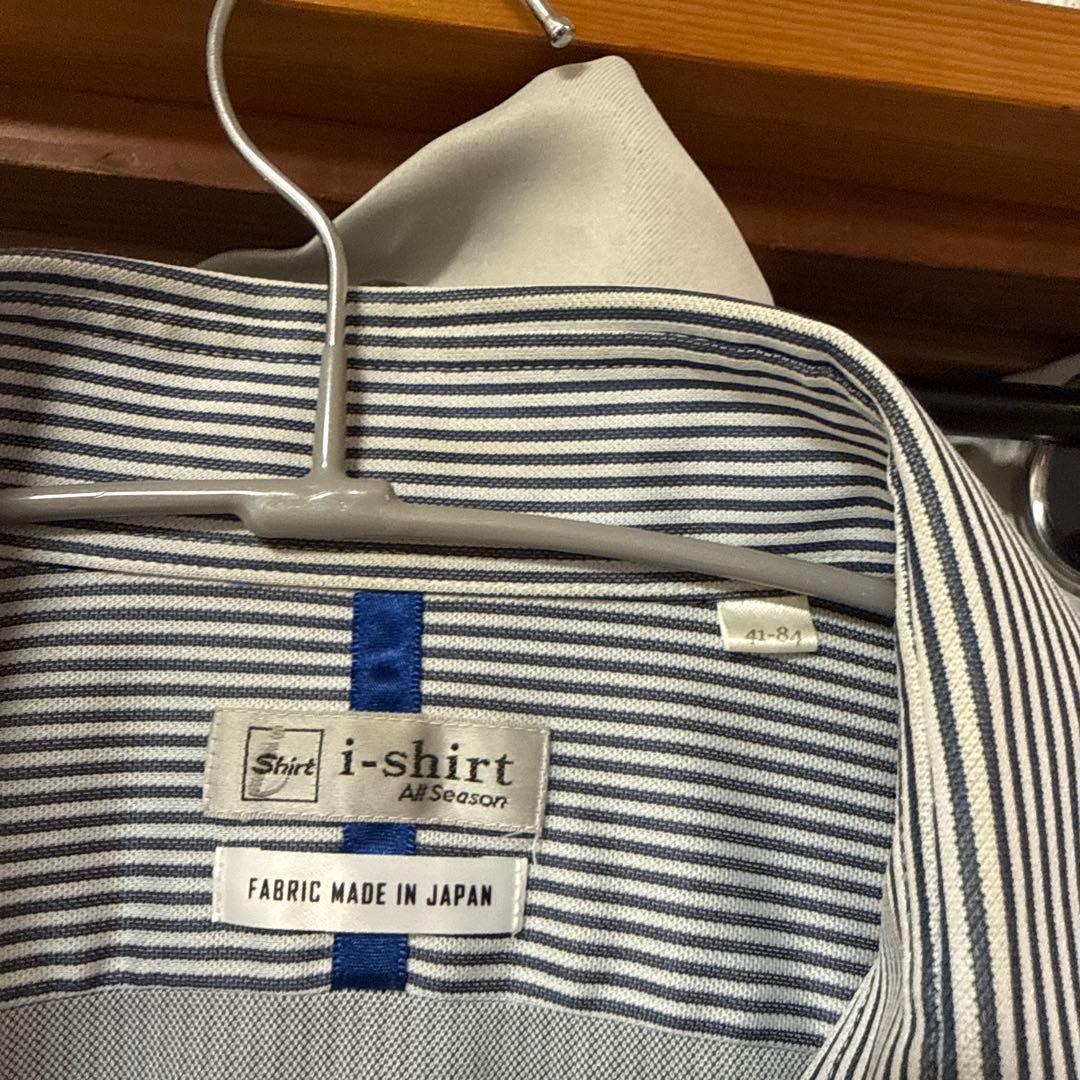 41-84
Shirt
i-shirt
All Season
FABRIC MADE IN JAPAN